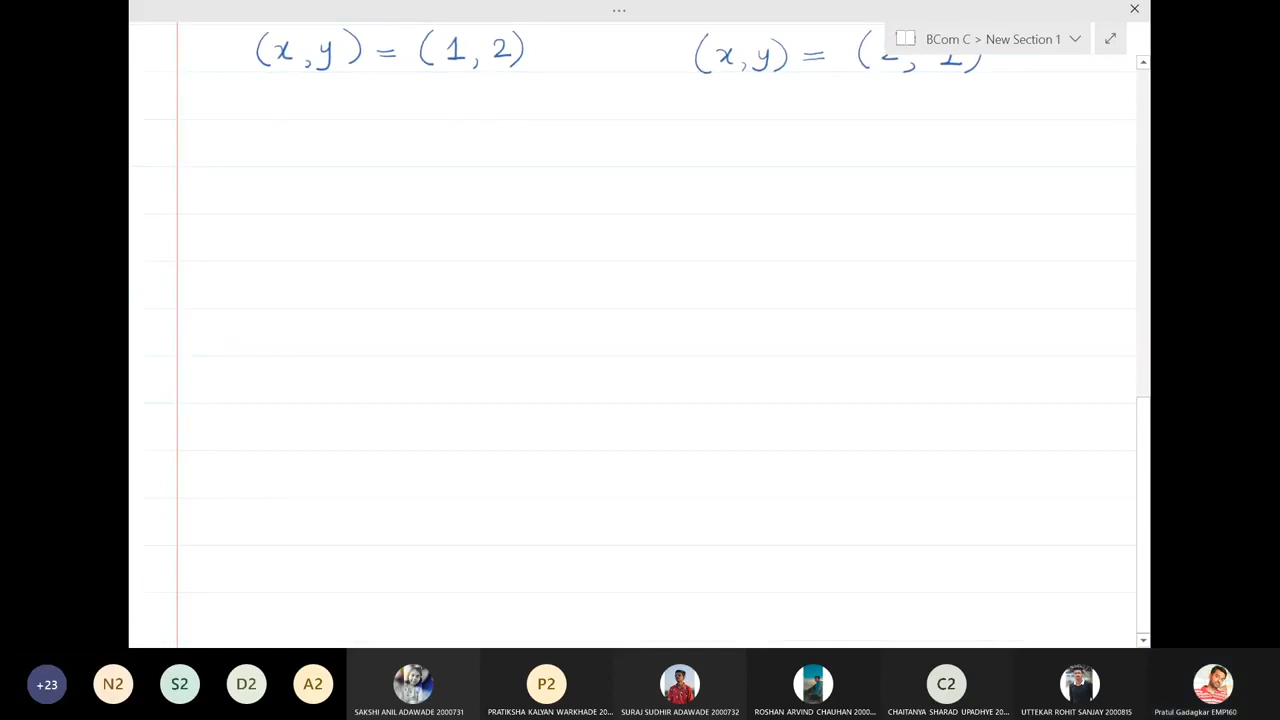 (x, y) = (1, 2) (x, y) = (2, 1)
BCom C > New Section 1
+23 N2 S2 D2 A2 P2 C2
SAKSHI ANIL ADAWADE 2000731 PRATIKSHA KALYAN WARKHADE 20... SURAJ SUDHIR ADAWADE 2000732 ROSHAN ARVIND CHAUHAN 2000... CHAITANYA SHARAD UPADHYE 20... UTTEKAR ROHIT SANJAY 2000815 Pratul Gadagkar EMP160